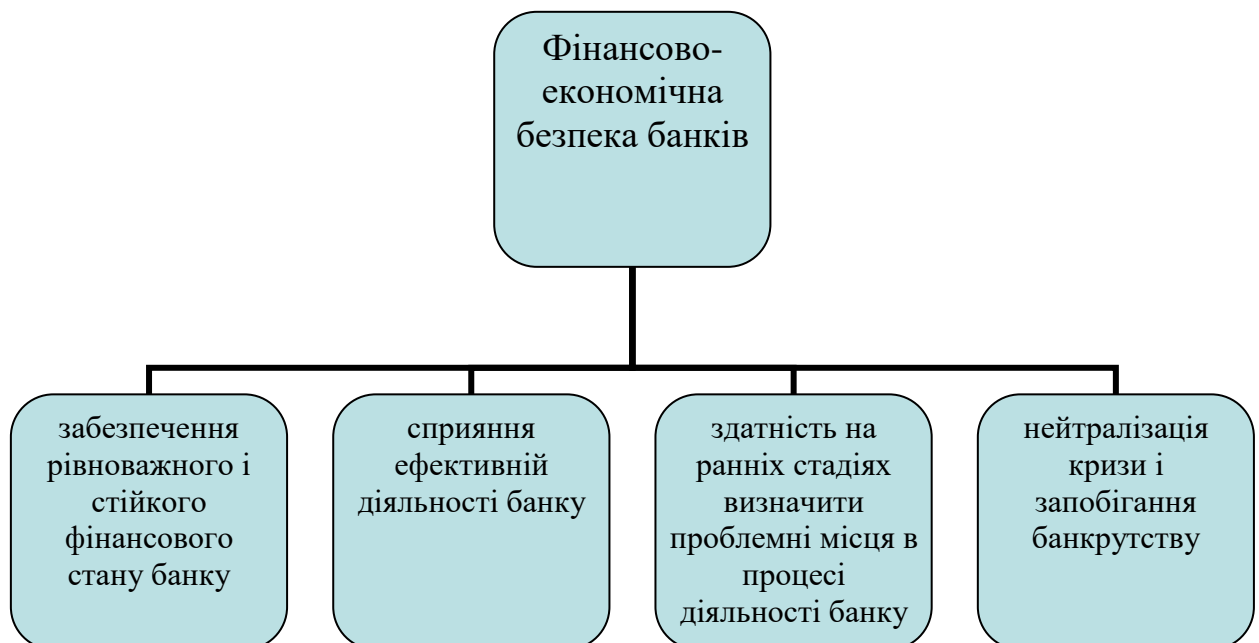 Фінансово-
економічна
безпека банків
забезпечення
рівноважного і
стійкого
фінансового
стану банку
сприяння
ефективній
діяльності банку
здатність на
ранніх стадіях
визначити
проблемні місця в
процесі
діяльності банку
нейтралізація
кризи і
запобігання
банкрутству